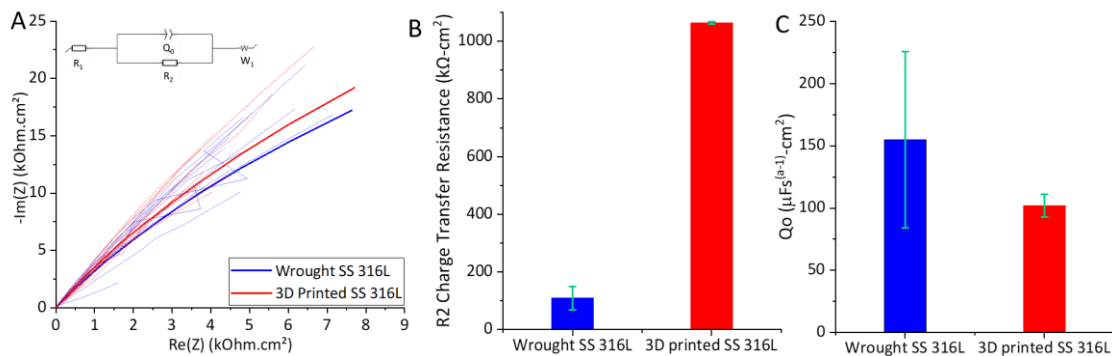 A
25
20
15
10
5
0
-Im(Z) (kOhm.cm²)
R₁
Q₀
R₂
W₁
Wrought SS 316L
3D Printed SS 316L
0 1 2 3 4 5 6 7 8 9
Re(Z) (kOhm.cm²)
B
1000
800
600
400
200
0
R2 Charge Transfer Resistance (kΩ-cm²)
Wrought SS 316L 3D printed SS 316L
C
250
200
150
100
50
0
Qo (μFs⁽ᵃ⁻¹⁾-cm²)
Wrought SS 316L 3D printed SS 316L